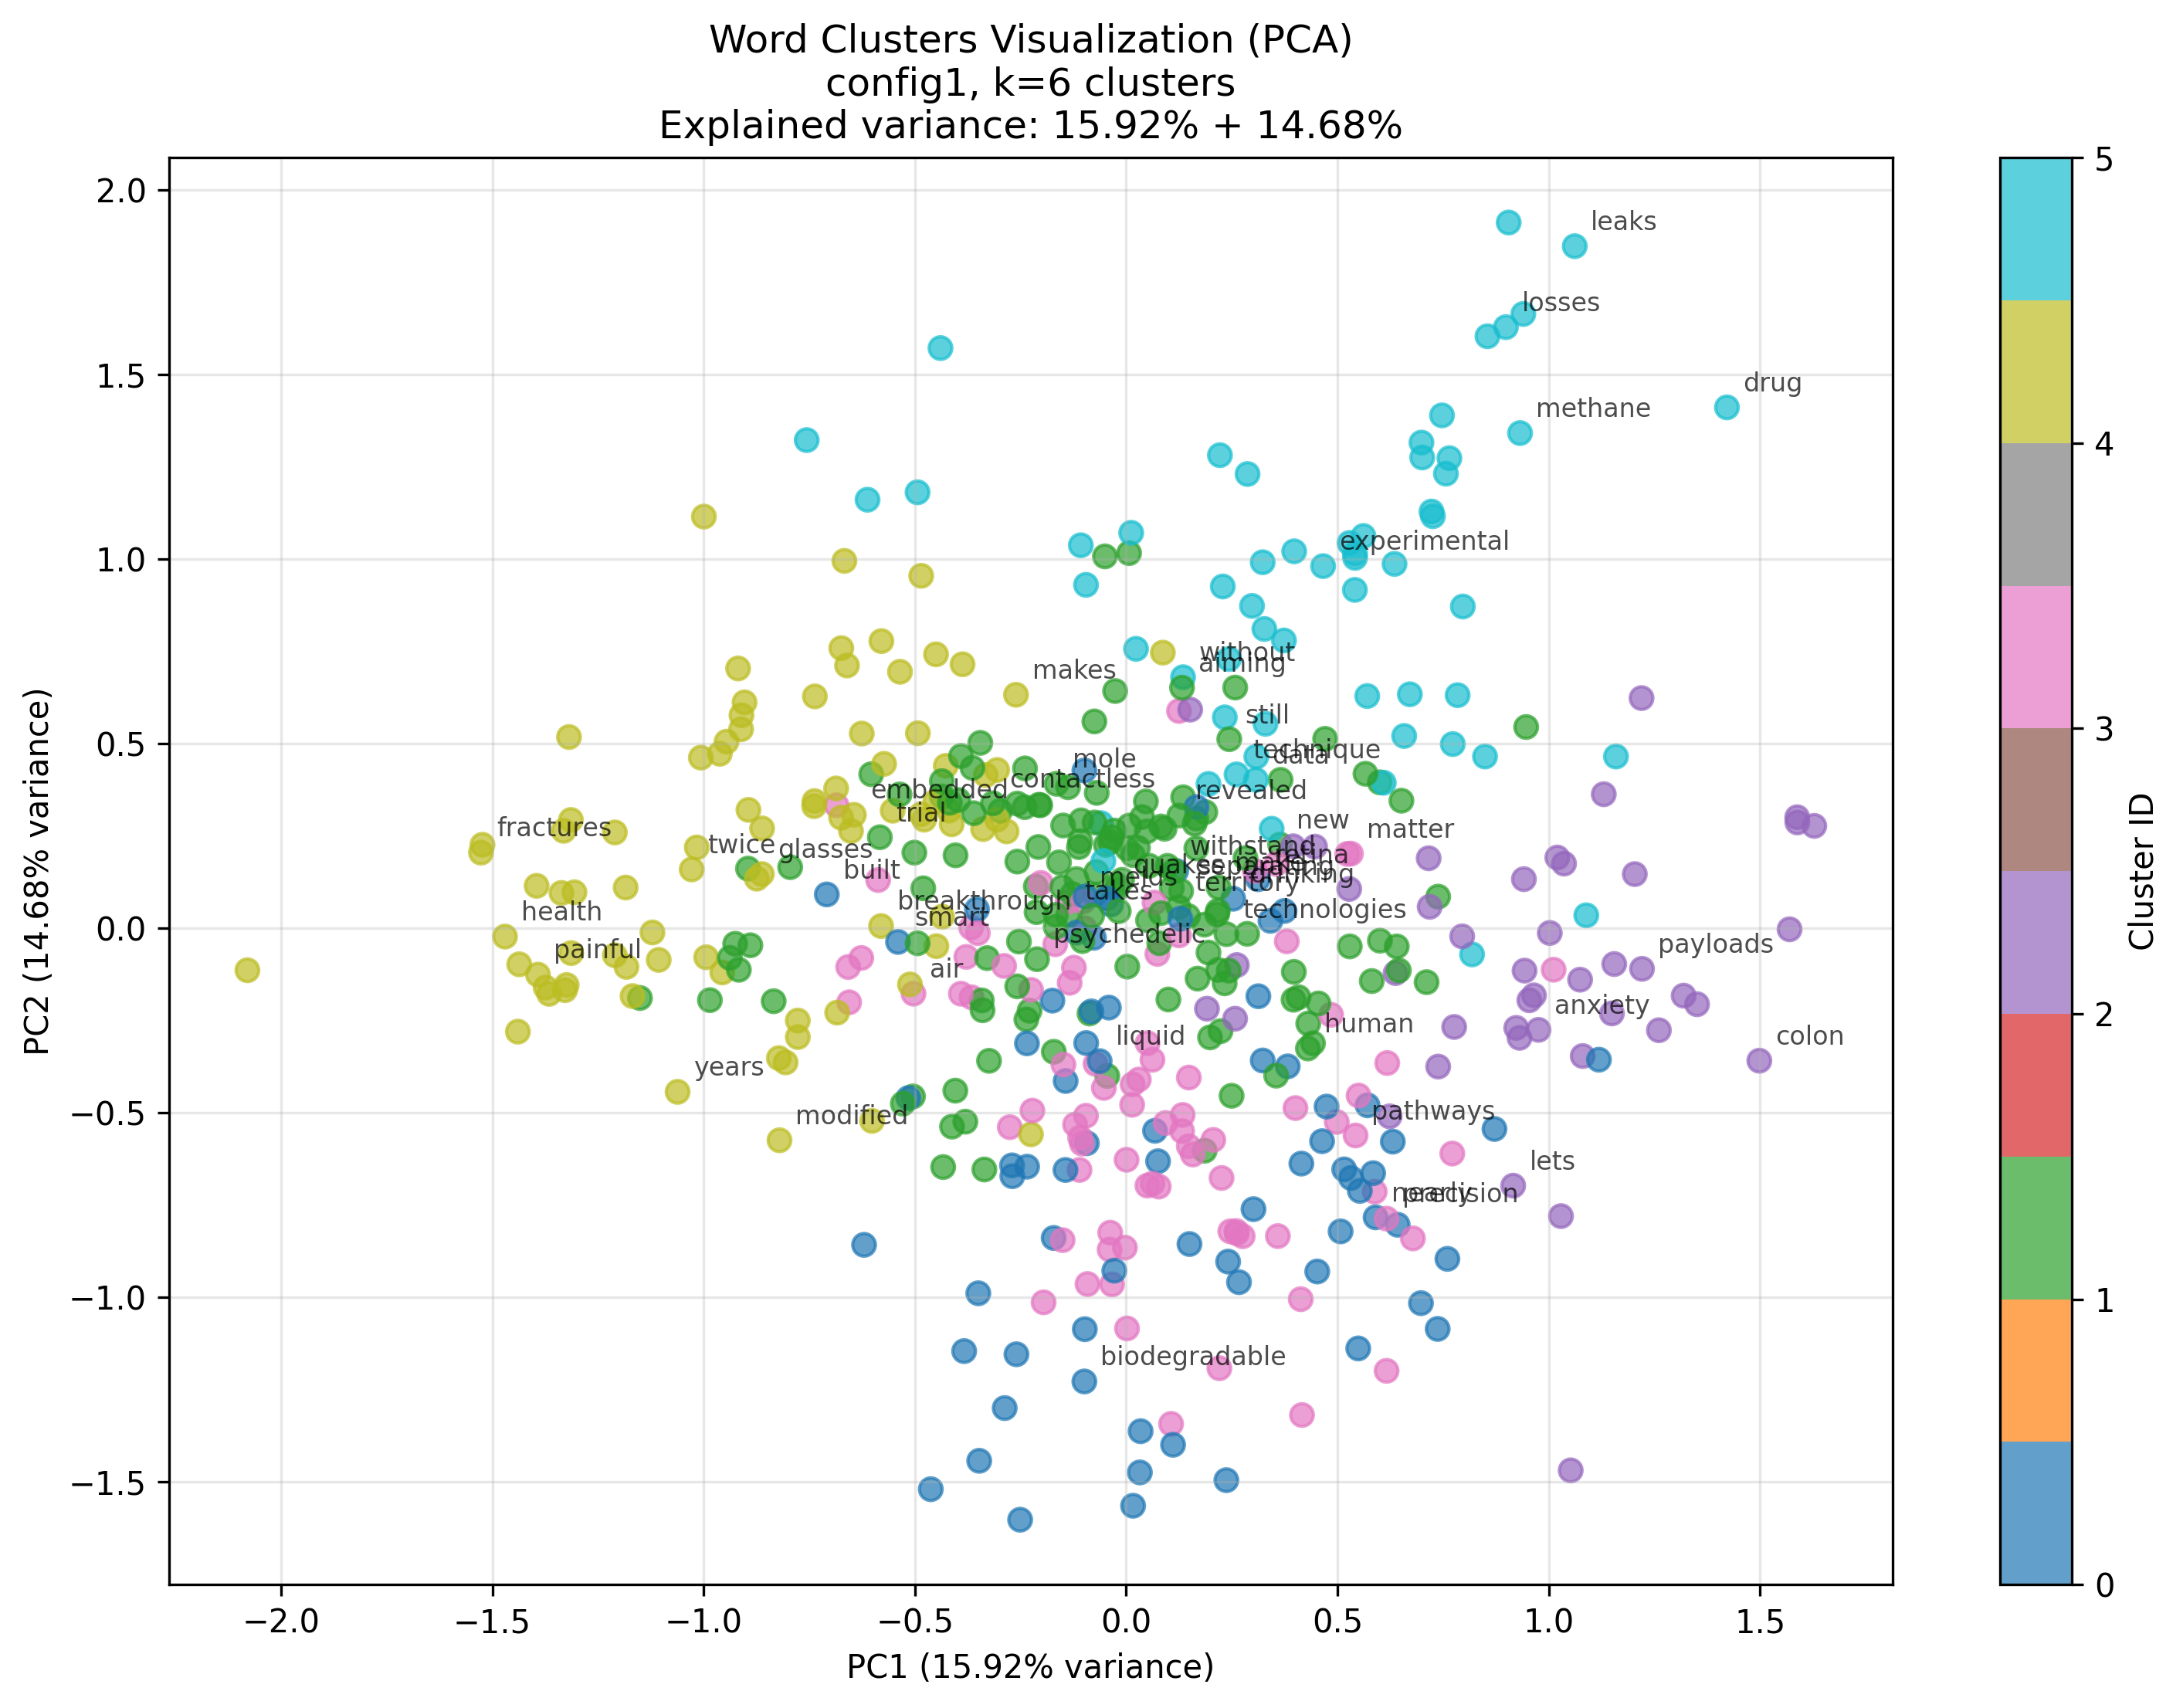 Word Clusters Visualization (PCA)
config1, k=6 clusters
Explained variance: 15.92% + 14.68%
leaks
losses
drug
methane
experimental
without
aiming
makes
still
technique
data
mole
contactless
embedded
revealed
trial
new
matter
fractures
twice
glasses
built
withstand
retina
quakes
melds
drinking
territory
takes
breakthrough
smart
technologies
health
painful
psychedelic
air
payloads
anxiety
colon
human
liquid
years
modified
pathways
lets
nearly
precision
biodegradable
2.0
1.5
1.0
0.5
0.0
−0.5
−1.0
−1.5
−2.0
−1.5
−1.0
−0.5
0.0
0.5
1.0
1.5
PC1 (15.92% variance)
PC2 (14.68% variance)
5
4
3
2
1
0
Cluster ID